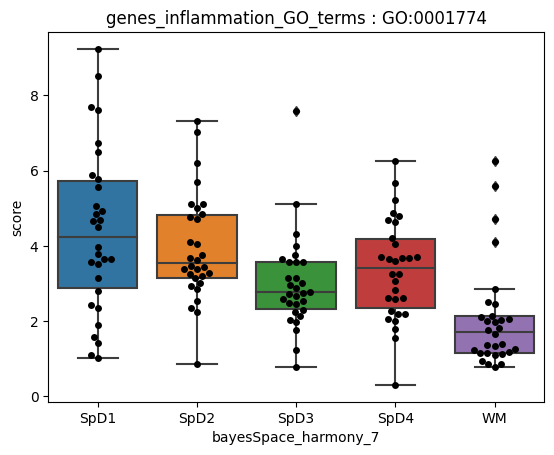 genes_inflammation_GO_terms : GO:0001774
score
8
6
4
2
0
SpD1 SpD2 SpD3 SpD4 WM
bayesSpace_harmony_7